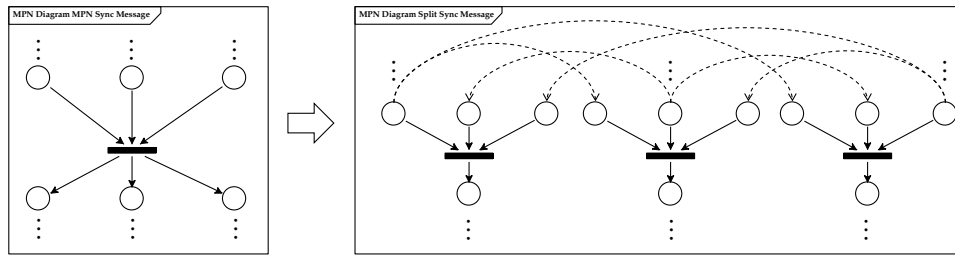 MPN Diagram MPN Sync Message
MPN Diagram Split Sync Message